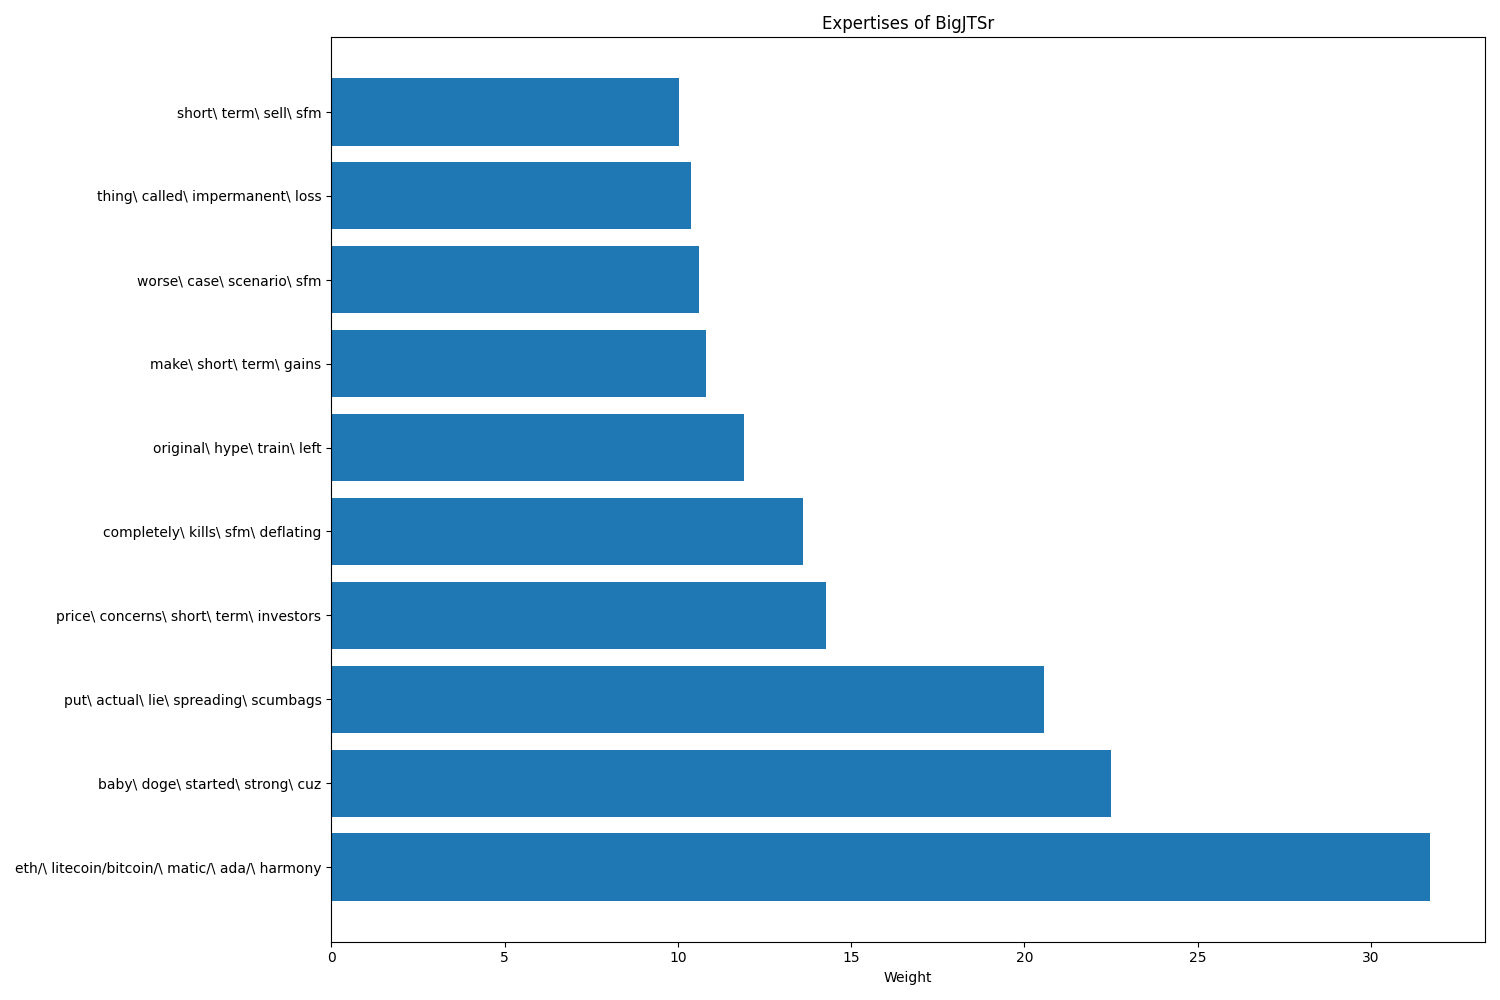 Expertises of BigJTSr
short\ term\ sell\ sfm
thing\ called\ impermanent\ loss
worse\ case\ scenario\ sfm
make\ short\ term\ gains
original\ hype\ train\ left
completely\ kills\ sfm\ deflating
price\ concerns\ short\ term\ investors
put\ actual\ lie\ spreading\ scumbags
baby\ doge\ started\ strong\ cuz
eth/\ litecoin/bitcoin/\ matic/\ ada/\ harmony
0 5 10 15 20 25 30
Weight